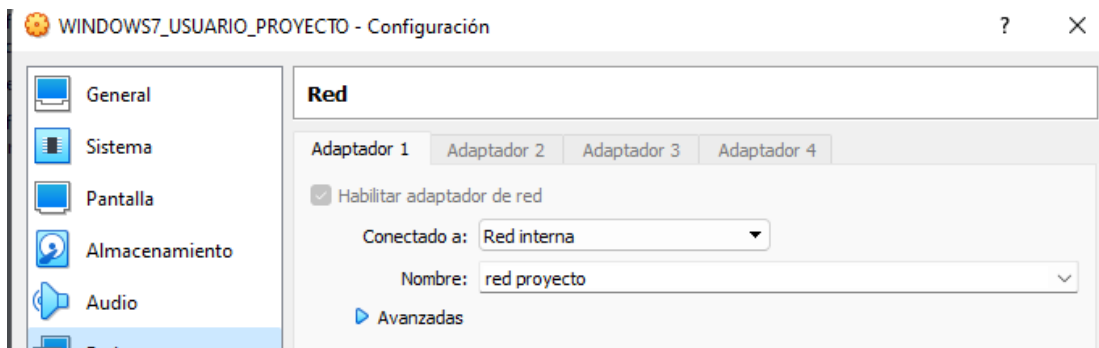 WINDOWS7_USUARIO_PROYECTO - Configuración ? ×
General
Sistema
Pantalla
Almacenamiento
Audio
Red
Adaptador 1 Adaptador 2 Adaptador 3 Adaptador 4
Habilitar adaptador de red
Conectado a: Red interna
Nombre: red proyecto
Avanzadas